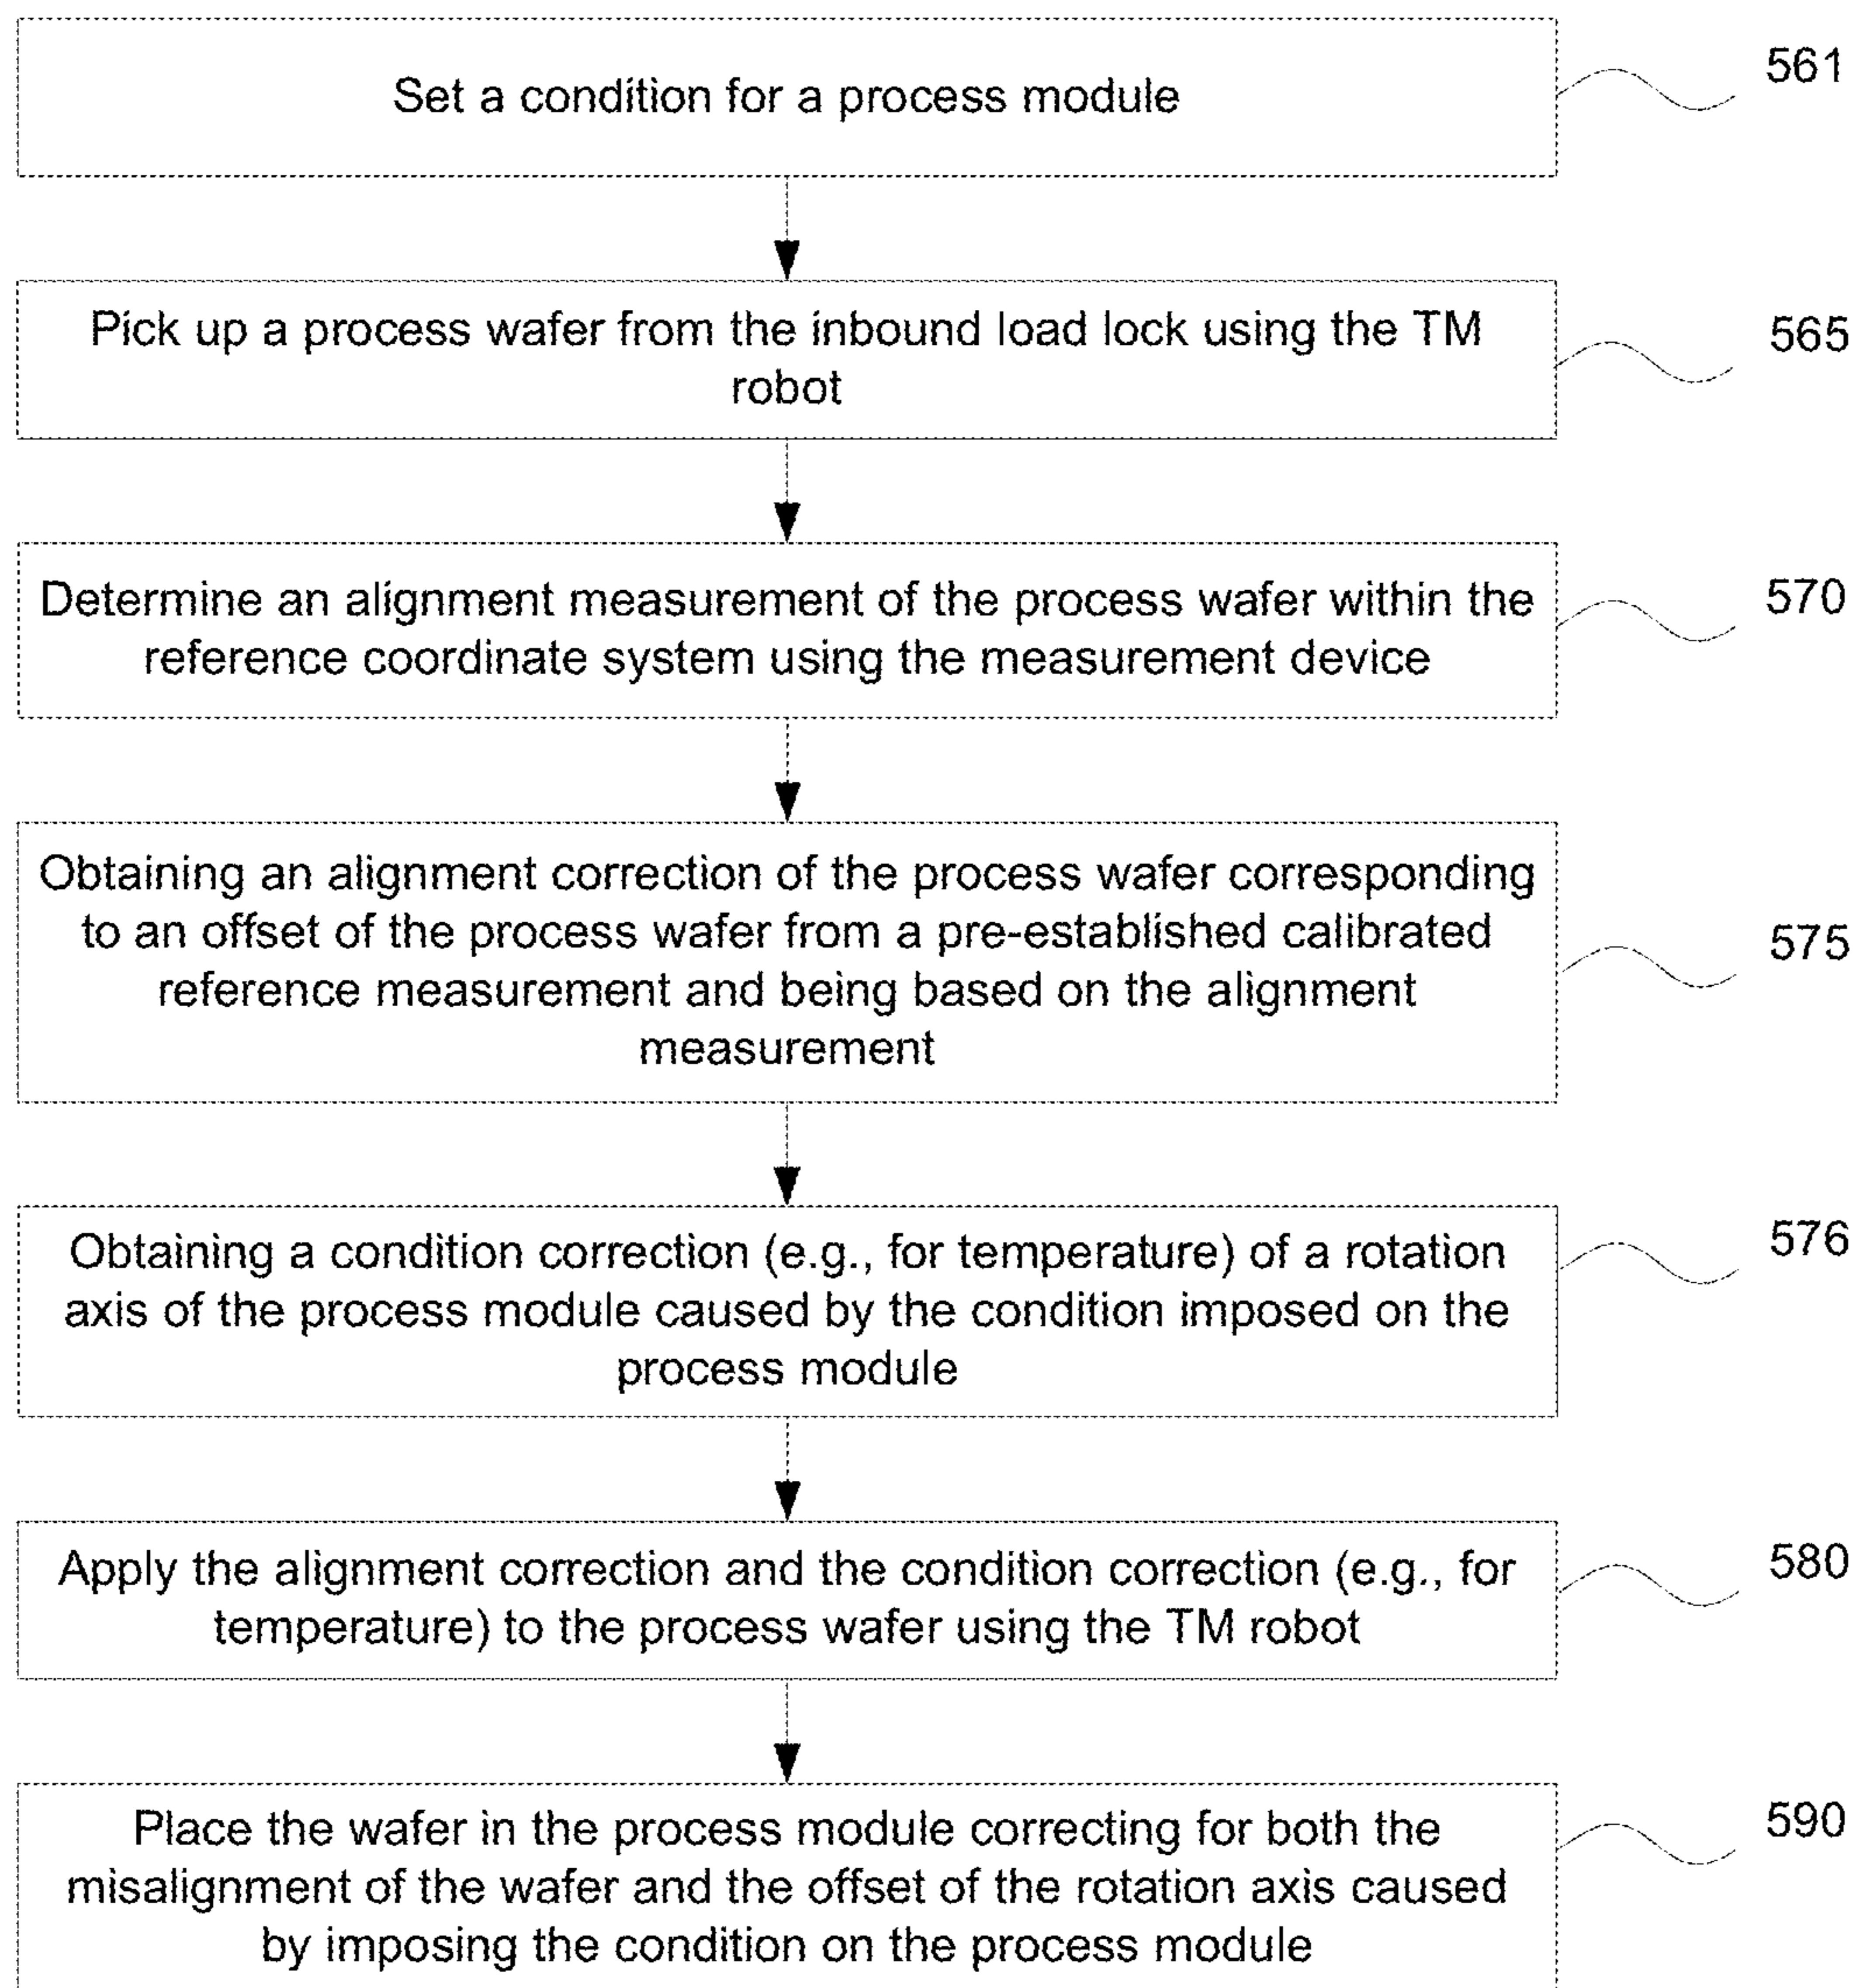 Set a condition for a process module
561
Pick up a process wafer from the inbound load lock using the TM
robot
565
Determine an alignment measurement of the process wafer within the
reference coordinate system using the measurement device
570
Obtaining an alignment correction of the process wafer corresponding
to an offset of the process wafer from a pre-established calibrated
reference measurement and being based on the alignment
measurement
575
Obtaining a condition correction (e.g., for temperature) of a rotation
axis of the process module caused by the condition imposed on the
process module
576
Apply the alignment correction and the condition correction (e.g., for
temperature) to the process wafer using the TM robot
580
Place the wafer in the process module correcting for both the
misalignment of the wafer and the offset of the rotation axis caused
by imposing the condition on the process module
590